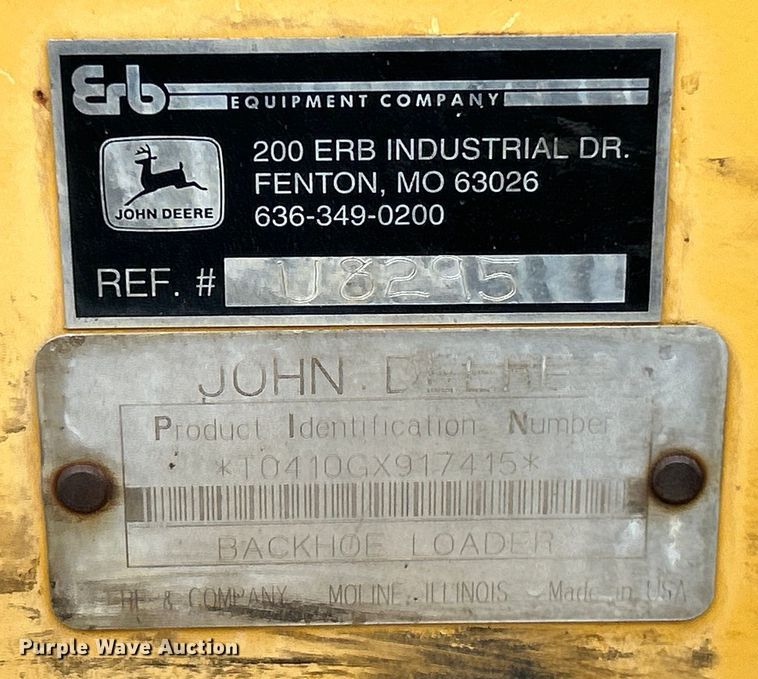 Erb EQUIPMENT COMPANY
JOHN DEERE
200 ERB INDUSTRIAL DR.
FENTON, MO 63026
636-349-0200
REF. # U8295
JOHN DEERE
Product Identification Number
*T0410GX917415*
BACKHOE LOADER
& COMPANY MOLINE, ILLINOIS Made in USA
Purple Wave Auction